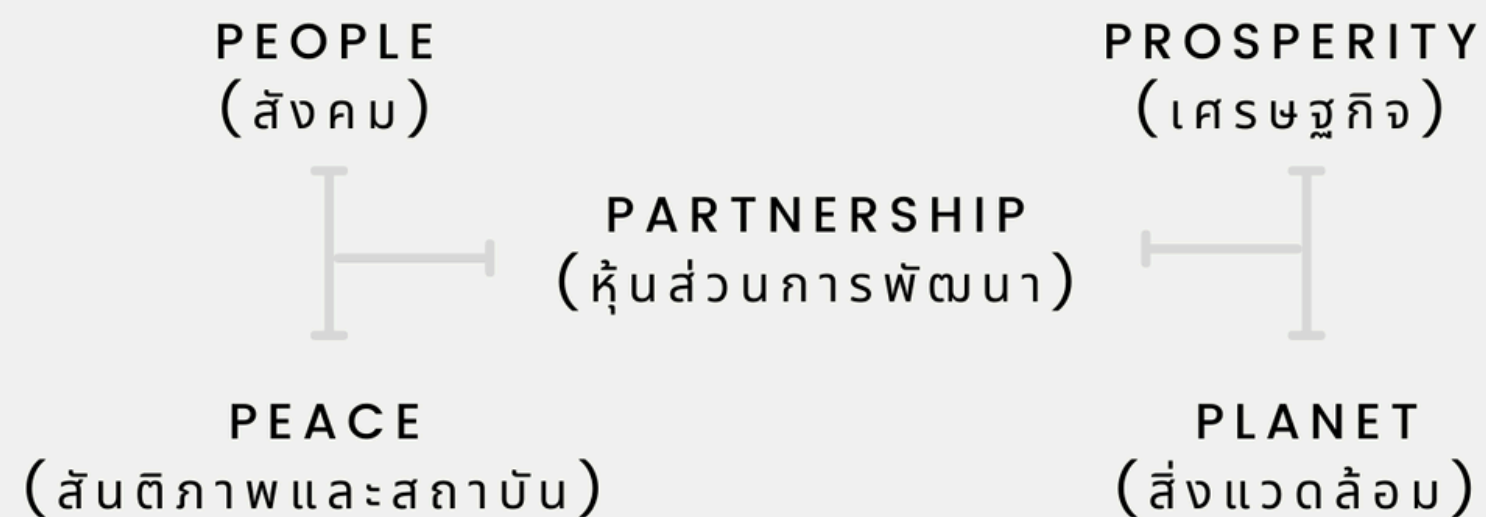 PEOPLE
(สังคม)
PROSPERITY
(เศรษฐกิจ)
PARTNERSHIP
(หุ้นส่วนการพัฒนา)
PEACE
(สันติภาพและสถาบัน)
PLANET
(สิ่งแวดล้อม)